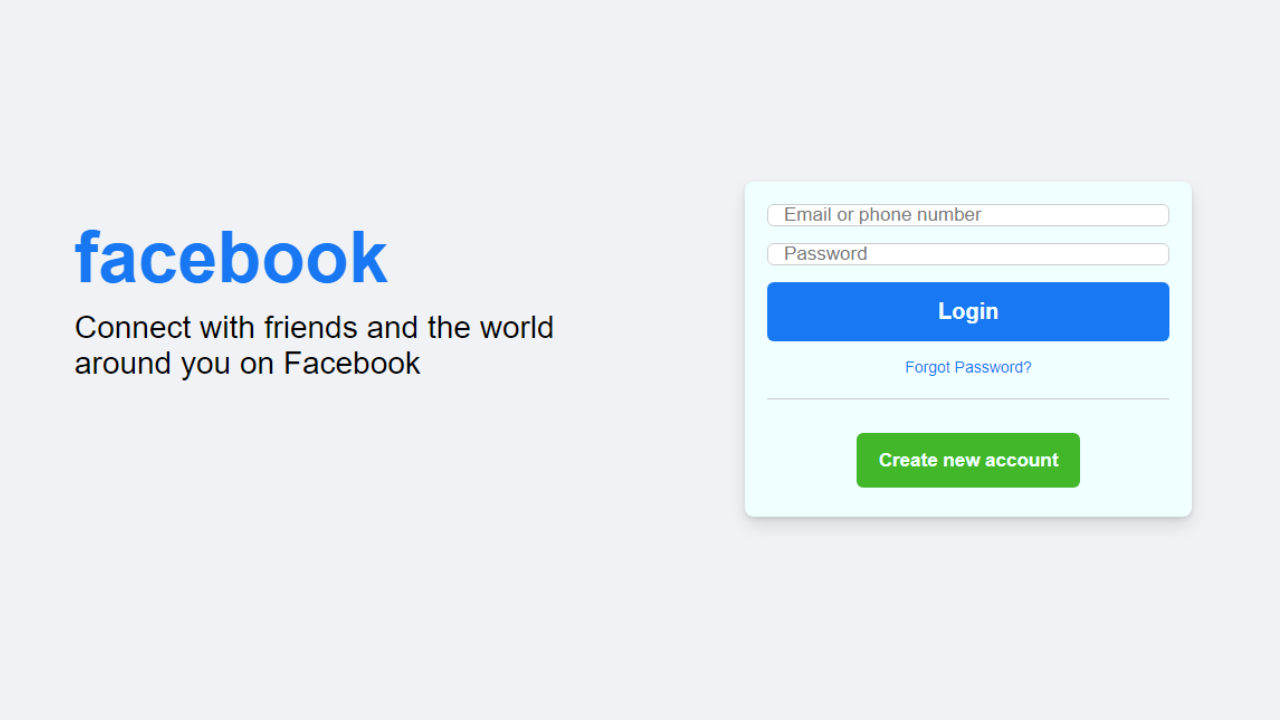 facebook
Connect with friends and the world
around you on Facebook
Email or phone number
Password
Login
Forgot Password?
Create new account